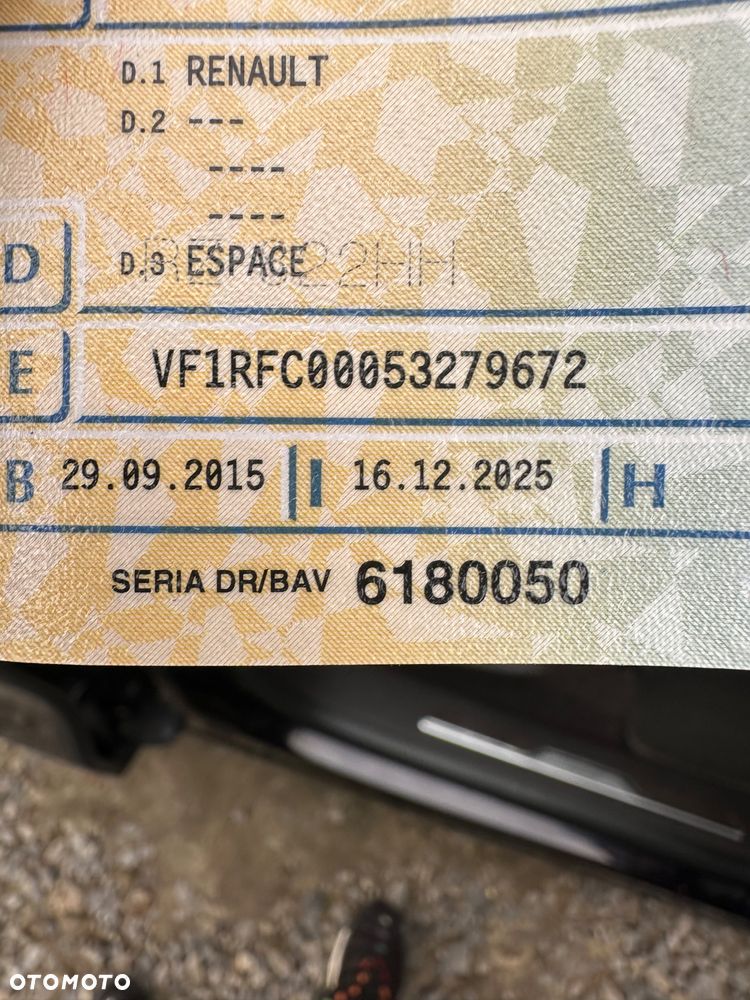 D.1 RENAULT
D.2 ---
----
----
D D.3 ESPACE
E VF1RFC00053279672
B 29.09.2015 I 16.12.2025 H
SERIA DR/BAV 6180050
OTOMOTO